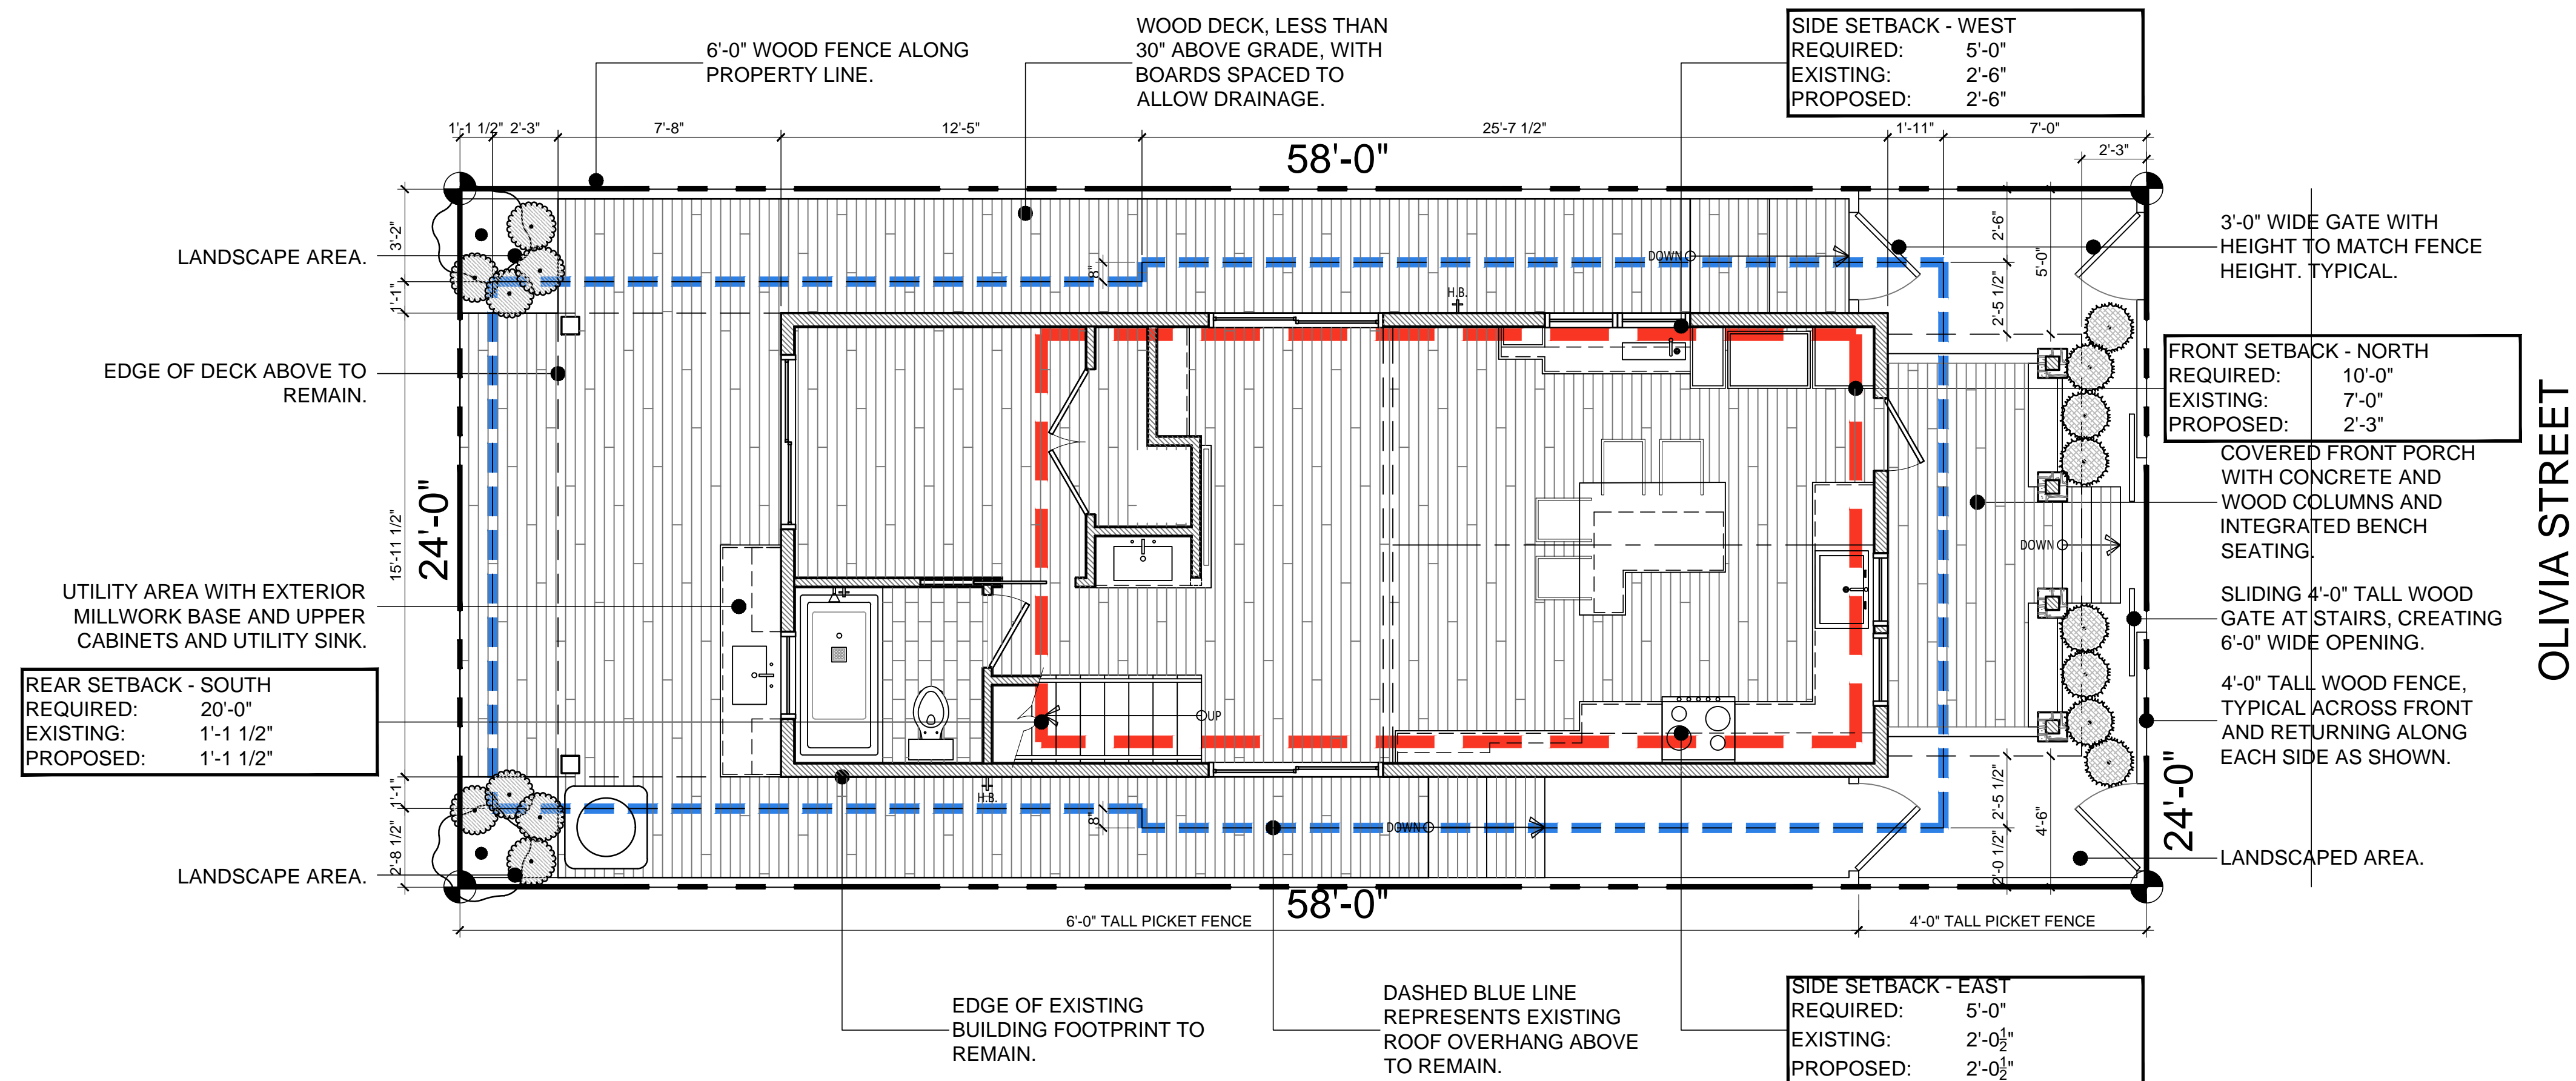 WOOD DECK, LESS THAN
30" ABOVE GRADE, WITH
BOARDS SPACED TO
ALLOW DRAINAGE.
6'-0" WOOD FENCE ALONG
PROPERTY LINE.
SIDE SETBACK - WEST
REQUIRED: 5'-0"
EXISTING: 2'-6"
PROPOSED: 2'-6"
1'-1 1/2" 2'-3" 7'-8" 12'-5" 25'-7 1/2" 1'-11" 7'-0"
2'-3"
58'-0"
LANDSCAPE AREA.
3'-2"
1'-1"
8"
DOWN
H.B.
2'-6"
2'-5 1/2"
5'-0"
3'-0" WIDE GATE WITH
HEIGHT TO MATCH FENCE
HEIGHT. TYPICAL.
EDGE OF DECK ABOVE TO
REMAIN.
FRONT SETBACK - NORTH
REQUIRED: 10'-0"
EXISTING: 7'-0"
PROPOSED: 2'-3"
COVERED FRONT PORCH
WITH CONCRETE AND
WOOD COLUMNS AND
INTEGRATED BENCH
SEATING.
OLIVIA STREET
15'-11 1/2"
24'-0"
DOWN
UTILITY AREA WITH EXTERIOR
MILLWORK BASE AND UPPER
CABINETS AND UTILITY SINK.
SLIDING 4'-0" TALL WOOD
GATE AT STAIRS, CREATING
6'-0" WIDE OPENING.
REAR SETBACK - SOUTH
REQUIRED: 20'-0"
EXISTING: 1'-1 1/2"
PROPOSED: 1'-1 1/2"
UP
4'-0" TALL WOOD FENCE,
TYPICAL ACROSS FRONT
AND RETURNING ALONG
EACH SIDE AS SHOWN.
1'-1"
2'-8 1/2"
H.B.
8"
DOWN
2'-5 1/2"
2'-0 1/2"
4'-6"
24'-0"
LANDSCAPE AREA.
LANDSCAPED AREA.
58'-0"
6'-0" TALL PICKET FENCE
4'-0" TALL PICKET FENCE
EDGE OF EXISTING
BUILDING FOOTPRINT TO
REMAIN.
DASHED BLUE LINE
REPRESENTS EXISTING
ROOF OVERHANG ABOVE
TO REMAIN.
SIDE SETBACK - EAST
REQUIRED: 5'-0"
EXISTING: 2'-0½"
PROPOSED: 2'-0½"